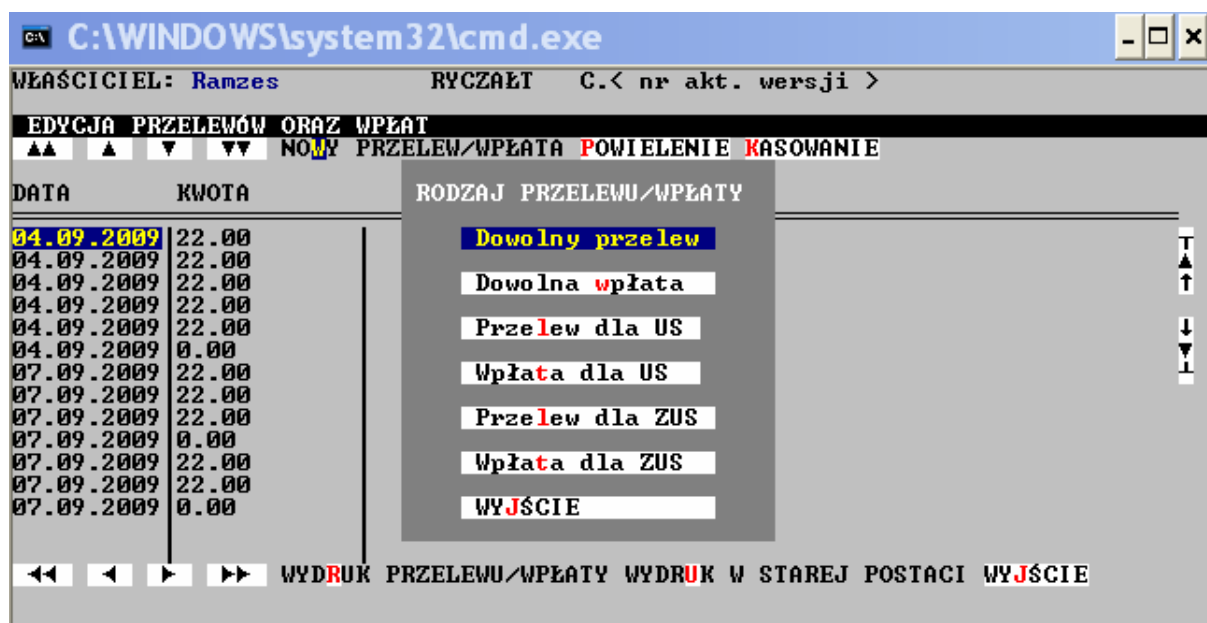 C:\WINDOWS\system32\cmd.exe
WŁAŚCICIEL: Ramzes RYCZAŁT C.< nr akt. wersji >
EDYCJA PRZELEWÓW ORAZ WPŁAT
NOWY PRZELEW/WPŁATA POWIELENIE KASOWANIE
RODZAJ PRZELEWU/WPŁATY
DATA KWOTA
04.09.2009 22.00
04.09.2009 22.00
04.09.2009 22.00
04.09.2009 22.00
04.09.2009 22.00
04.09.2009 0.00
07.09.2009 22.00
07.09.2009 22.00
07.09.2009 22.00
07.09.2009 0.00
07.09.2009 22.00
07.09.2009 22.00
07.09.2009 0.00
Dowolny przelew
Dowolna wpłata
Przelew dla US
Wpłata dla US
Przelew dla ZUS
Wpłata dla ZUS
WYJŚCIE
WYDRUK PRZELEWU/WPŁATY WYDRUK W STAREJ POSTACI WYJŚCIE